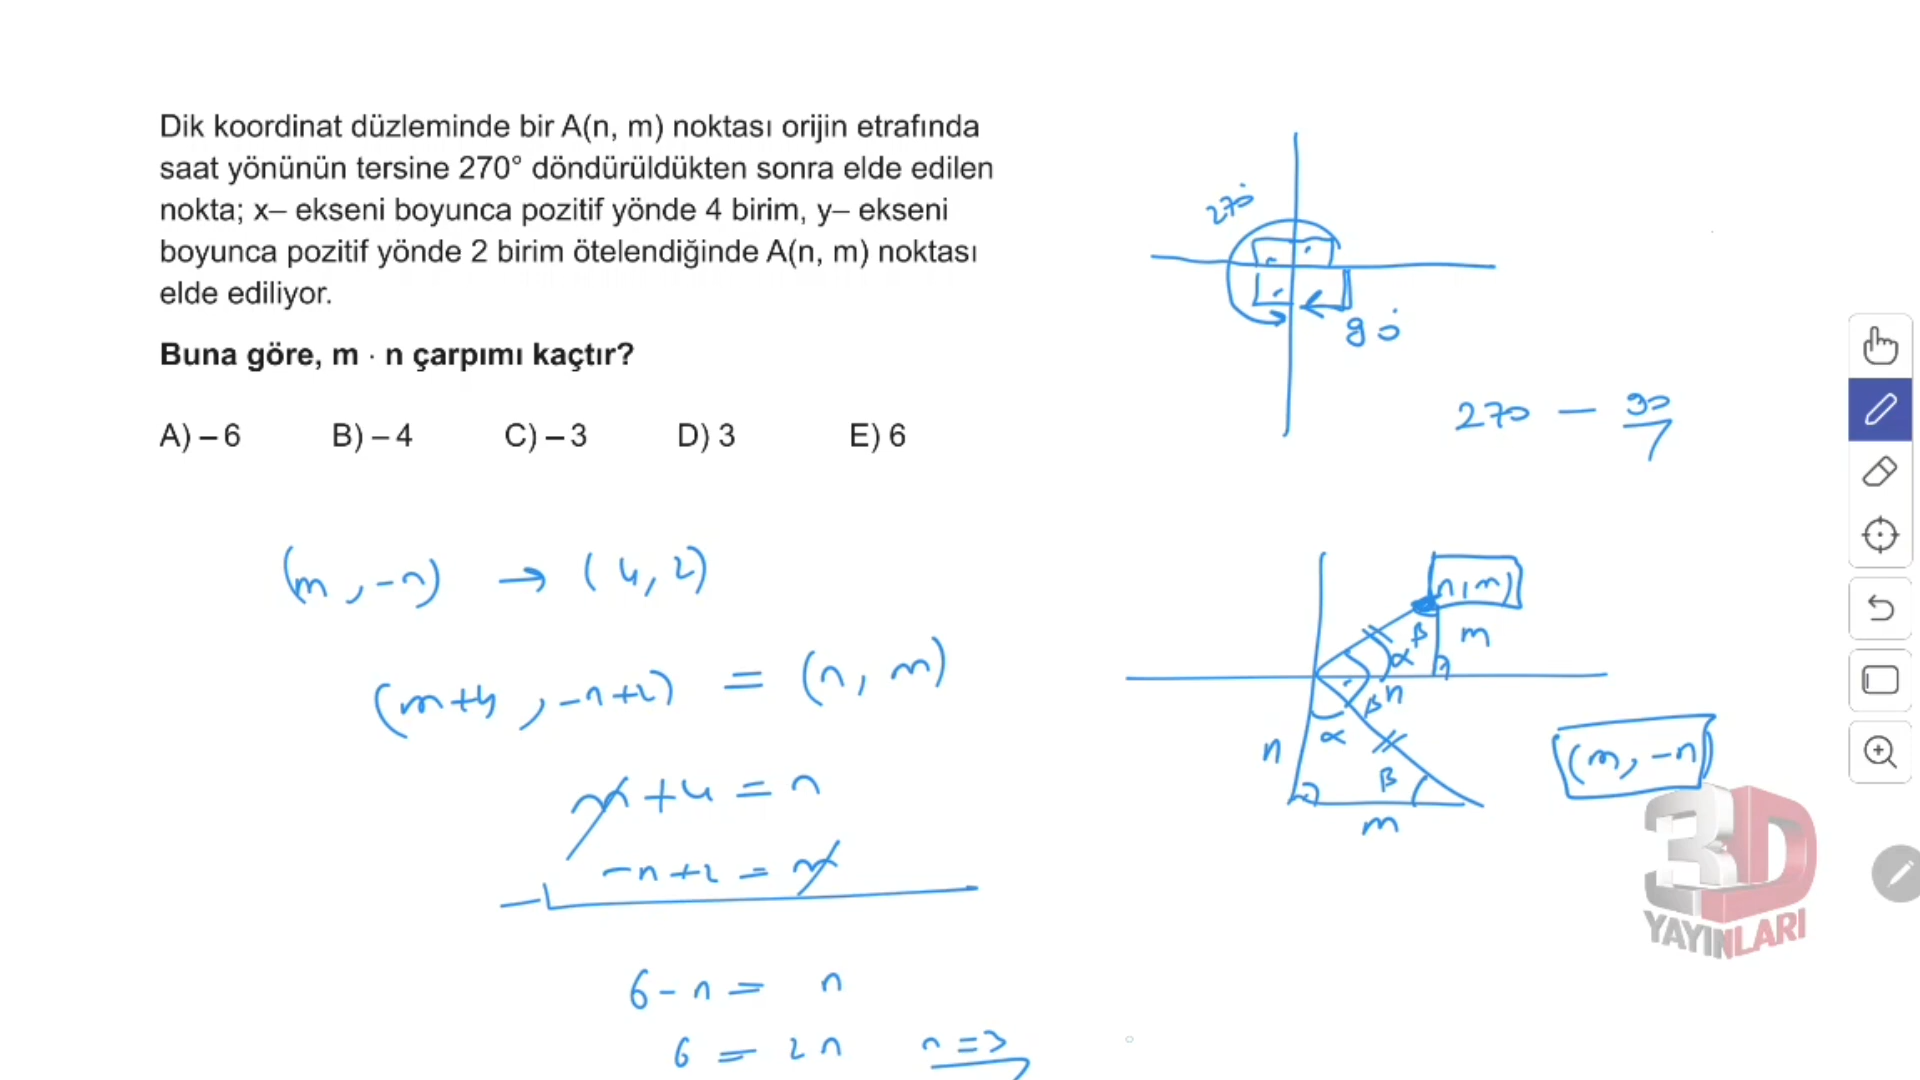 Dik koordinat düzleminde bir A(n, m) noktası orijin etrafında
saat yönünün tersine 270° döndürüldükten sonra elde edilen
nokta; x– ekseni boyunca pozitif yönde 4 birim, y– ekseni
boyunca pozitif yönde 2 birim ötelendiğinde A(n, m) noktası
elde ediliyor.
Buna göre, m · n çarpımı kaçtır?
A) – 6 B) – 4 C) – 3 D) 3 E) 6
(m, -n) → (4, 2)
(m+4, -n+2) = (n, m)
m+4 = n
-n+2 = m
6-n = n
6 = 2n n=3
270°
90°
270 — 90
(n, m)
β m
α
β n
n α
β
m
(m, -n)
3D
YAYINLARI